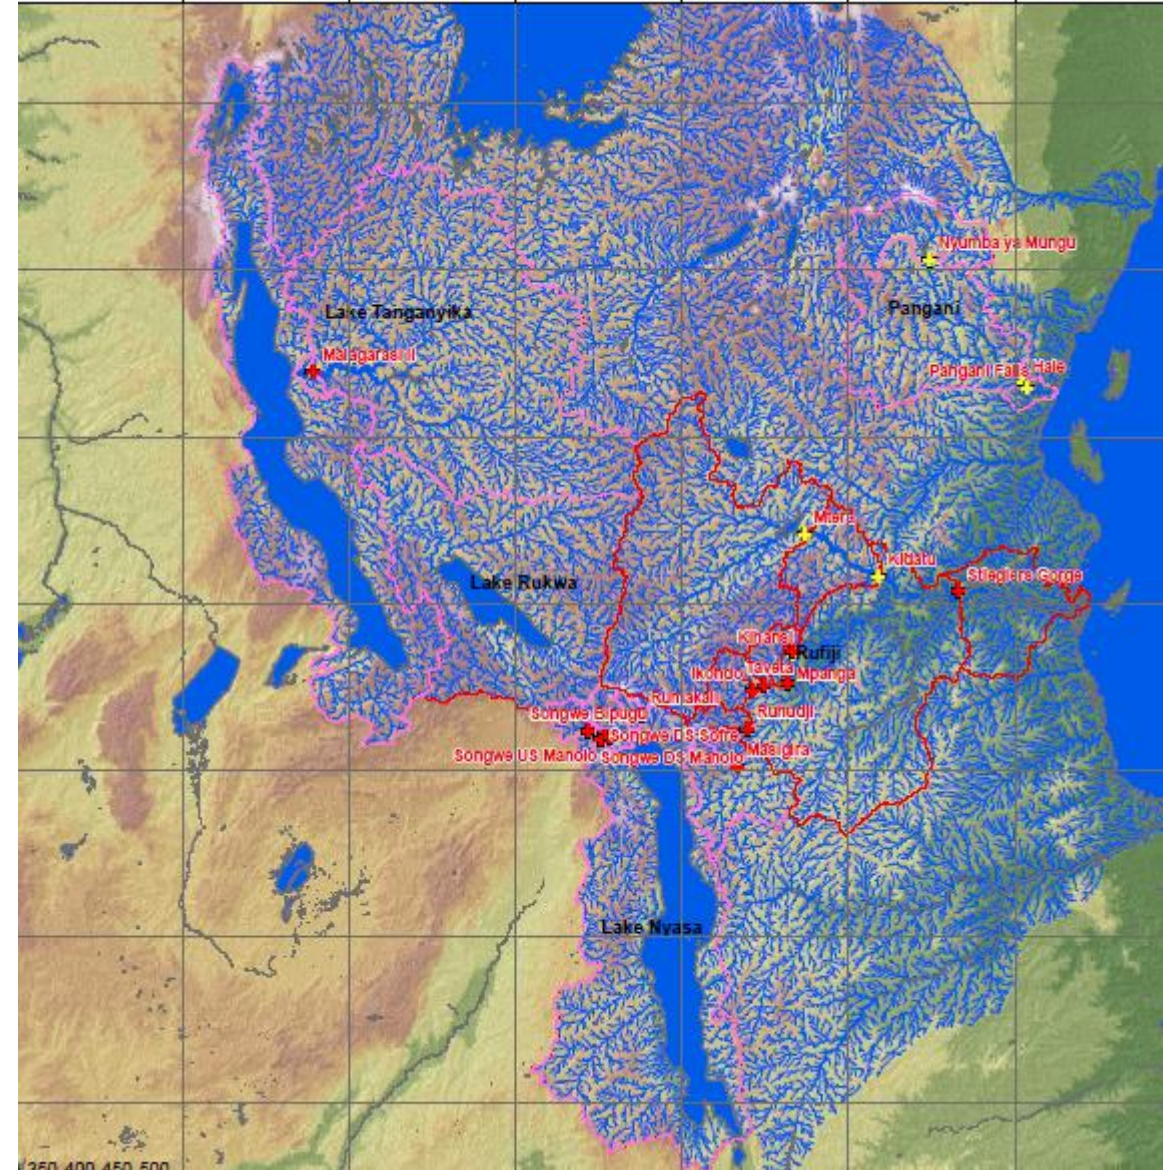 Nyumba ya Mungu
Lake Tanganyika
Pangani
Malagarasi II
Pangani Falls Hale
Mtera
Kidatu
Stieglers Gorge
Lake Rukwa
Kihansi
Rufiji
Ikondo Taveta Mpanga
Rumakali
Songwe Bipugu
Ruhudji
Songwe DS Sofre
Songwe US Manolo
Songwe DS Manolo
Masigira
Lake Nyasa
350 400 450 500